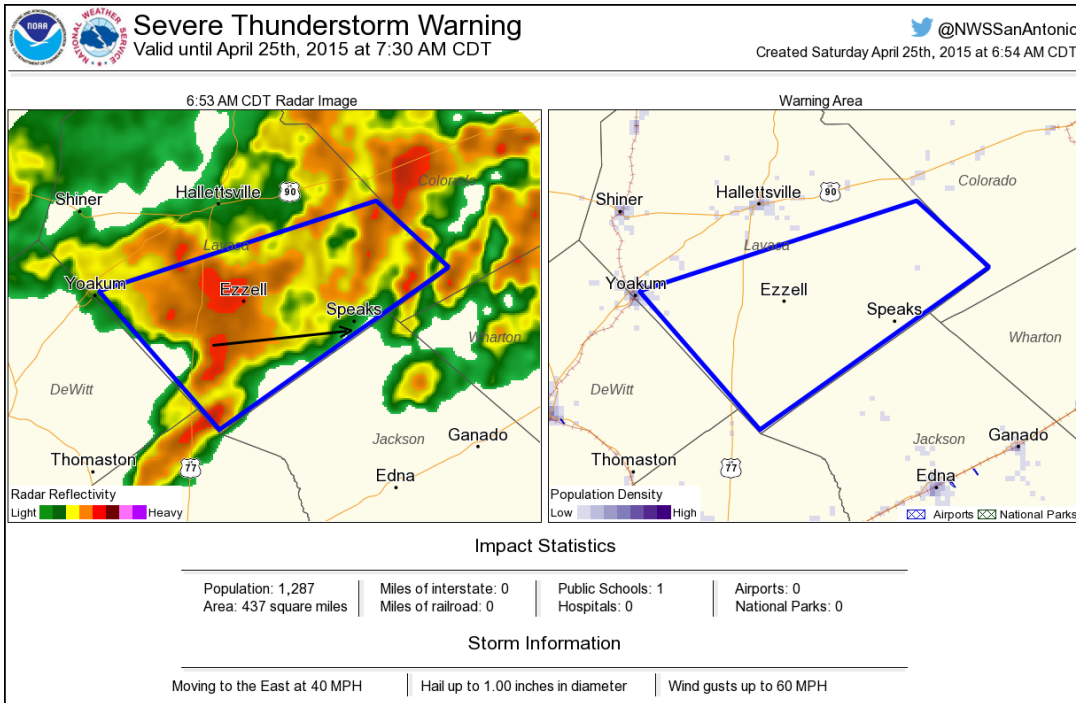 NOAA
NATIONAL WEATHER SERVICE
Severe Thunderstorm Warning
Valid until April 25th, 2015 at 7:30 AM CDT
@NWSSanAntonio
Created Saturday April 25th, 2015 at 6:54 AM CDT
6:53 AM CDT Radar Image
Colorado
90
Hallettsville
Shiner
Lavaca
Yoakum
Ezzell
Speaks
Wharton
DeWitt
Jackson
Ganado
Thomaston
77
Edna
Radar Reflectivity
Light Heavy
Warning Area
Colorado
90
Hallettsville
Shiner
Lavaca
Yoakum
Ezzell
Speaks
Wharton
DeWitt
Jackson
Ganado
Thomaston
77
Edna
Population Density
Low High
Airports National Parks
Impact Statistics
Population: 1,287
Area: 437 square miles
Miles of interstate: 0
Miles of railroad: 0
Public Schools: 1
Hospitals: 0
Airports: 0
National Parks: 0
Storm Information
Moving to the East at 40 MPH
Hail up to 1.00 inches in diameter
Wind gusts up to 60 MPH